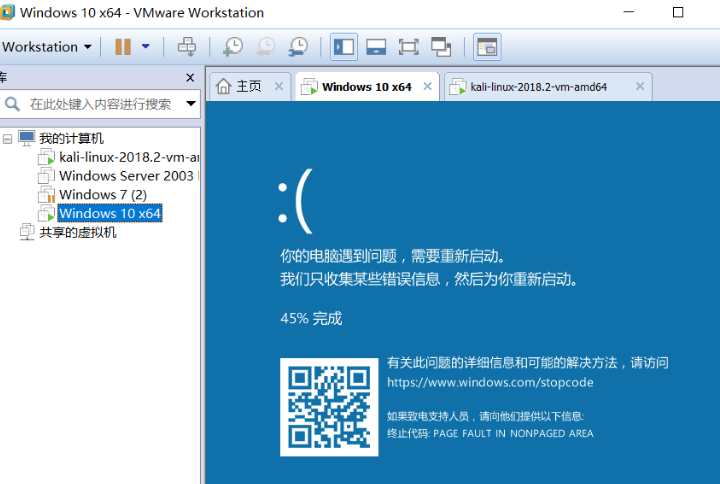 Windows 10 x64 - VMware Workstation
Workstation
库
在此处键入内容进行搜索
我的计算机
kali-linux-2018.2-vm-ar
Windows Server 2003
Windows 7 (2)
Windows 10 x64
共享的虚拟机
主页
Windows 10 x64
kali-linux-2018.2-vm-amd64
:(
你的电脑遇到问题，需要重新启动。
我们只收集某些错误信息，然后为你重新启动。
45% 完成
有关此问题的详细信息和可能的解决方法，请访问
https://www.windows.com/stopcode
如果致电支持人员，请向他们提供以下信息:
终止代码: PAGE FAULT IN NONPAGED AREA